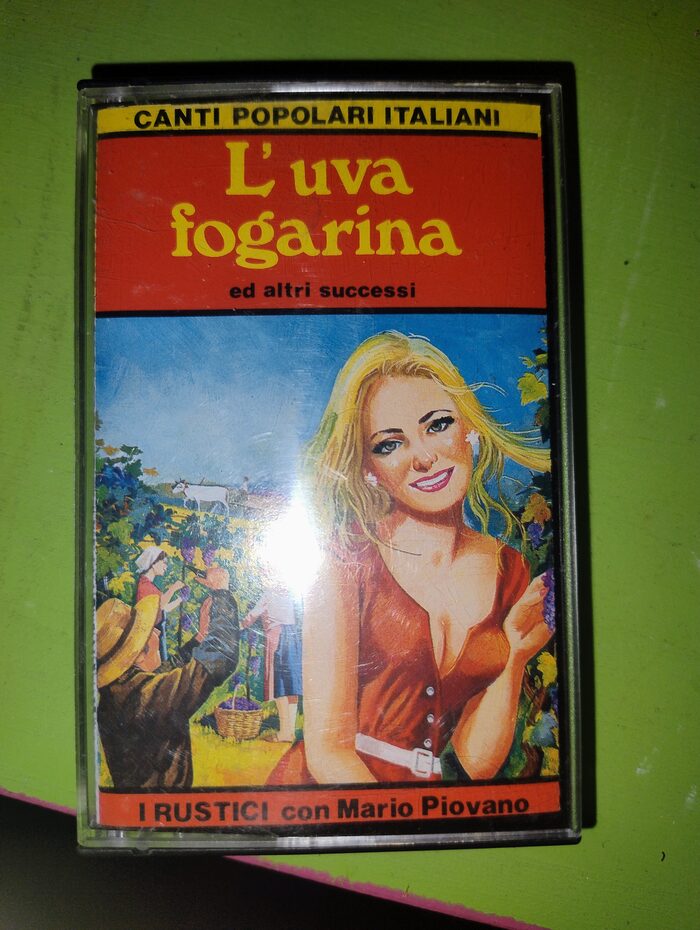 CANTI POPOLARI ITALIANI
L'uva
fogarina
ed altri successi
I RUSTICI con Mario Piovano